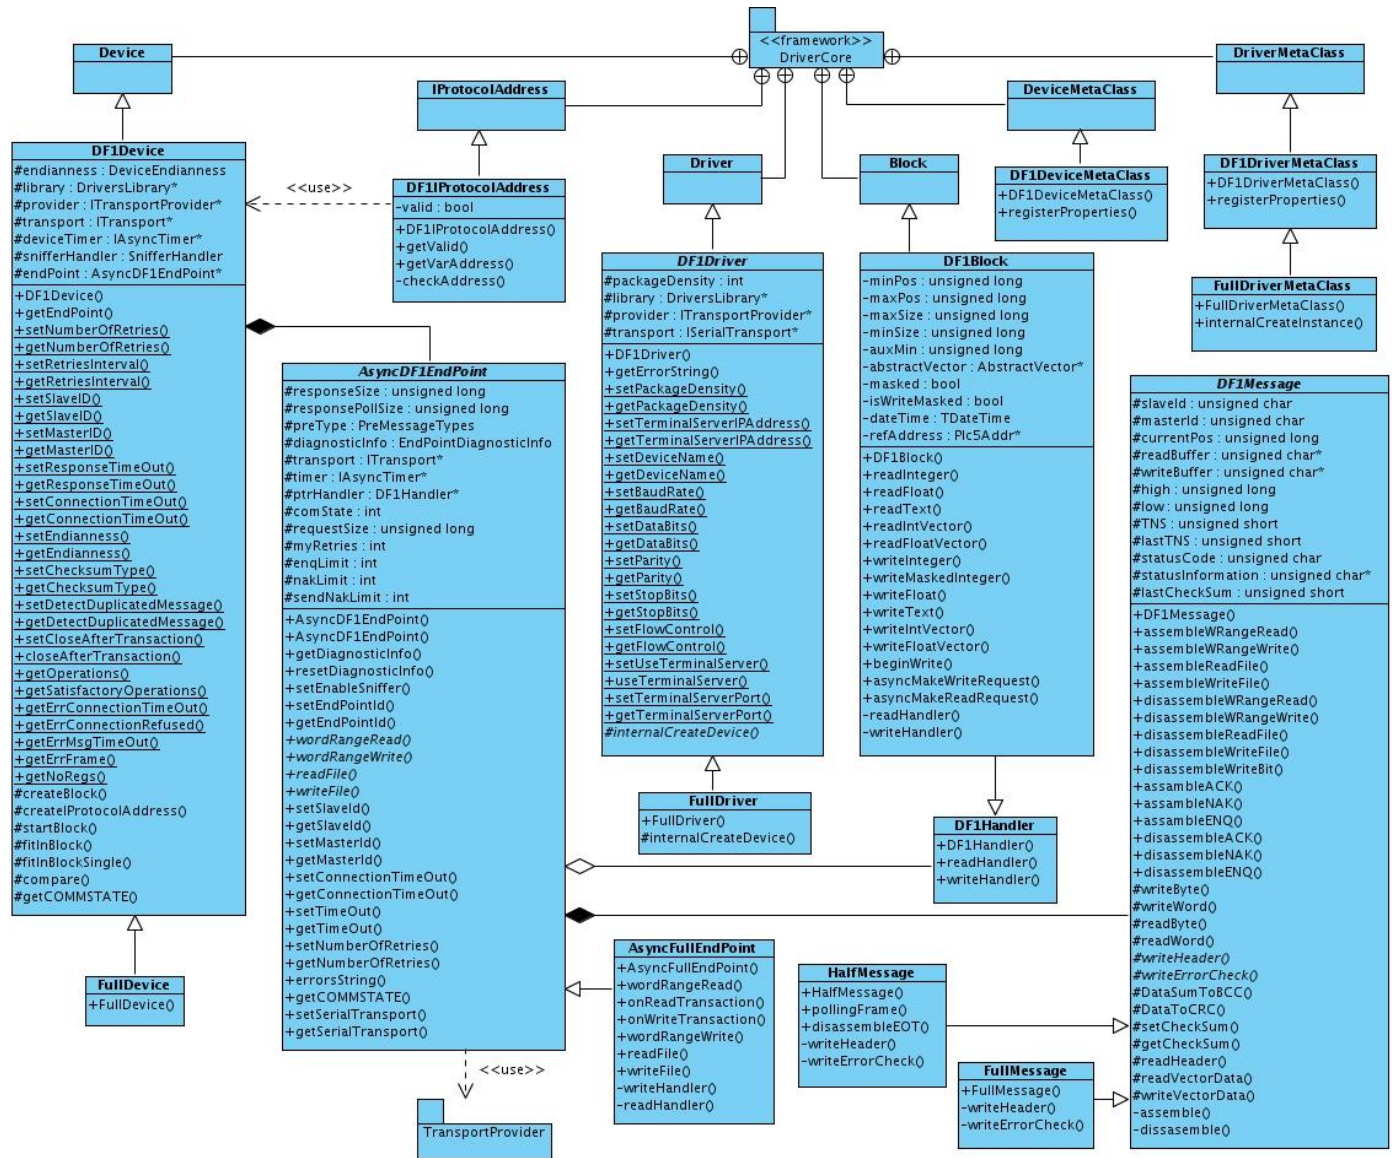 <<framework>>
DriverCore
Device
DF1Device
#endianness : DeviceEndianness
#library : DriversLibrary*
#provider : ITransportProvider*
#transport : ITransport*
#deviceTimer : IAsyncTimer*
#snifferHandler : SnifferHandler
#endPoint : AsyncDF1EndPoint*
+DF1Device()
+getEndPoint()
+setNumberOfRetries()
+getNumberOfRetries()
+setRetriesInterval()
+getRetriesInterval()
+setSlaveID()
+getSlaveID()
+setMasterID()
+getMasterID()
+setResponseTimeOut()
+getResponseTimeOut()
+setConnectionTimeOut()
+getConnectionTimeOut()
+setEndianness()
+getEndianness()
+setChecksumType()
+getChecksumType()
+setDetectDuplicatedMessage()
+getDetectDuplicatedMessage()
+setCloseAfterTransaction()
+closeAfterTransaction()
+getOperations()
+getSatisfactoryOperations()
+getErrConnectionTimeOut()
+getErrConnectionRefused()
+getErrMsgTimeOut()
+getErrFrame()
+getNoRegs()
#createBlock()
#createIProtocolAddress()
#startBlock()
#fitInBlock()
#fitInBlockSingle()
#compare()
#getCOMMSTATE()
FullDevice
+FullDevice()
<<use>>
IProtocolAddress
DF1IProtocolAddress
-valid : bool
+DF1IProtocolAddress()
+getValid()
+getVarAddress()
-checkAddress()
AsyncDF1EndPoint
#responseSize : unsigned long
#responsePollSize : unsigned long
#preType : PreMessageTypes
#diagnosticInfo : EndPointDiagnosticInfo
#transport : ITransport*
#timer : IAsyncTimer*
#ptrHandler : DF1Handler*
#comState : int
#requestSize : unsigned long
#myRetries : int
#enqLimit : int
#nakLimit : int
#sendNakLimit : int
+AsyncDF1EndPoint()
+AsyncDF1EndPoint()
+getDiagnosticInfo()
+resetDiagnosticInfo()
+setEnableSniffer()
+setEndPointId()
+getEndPointId()
+wordRangeRead()
+wordRangeWrite()
+readFile()
+writeFile()
+setSlaveId()
+getSlaveId()
+setMasterId()
+getMasterId()
+setConnectionTimeOut()
+getConnectionTimeOut()
+setTimeOut()
+getTimeOut()
+setNumberOfRetries()
+getNumberOfRetries()
+errorsString()
+getCOMMSTATE()
+setSerialTransport()
+getSerialTransport()
<<use>>
TransportProvider
Driver
DF1Driver
#packageDensity : int
#library : DriversLibrary*
#provider : ITransportProvider*
#transport : ISerialTransport*
+DF1Driver()
+getErrorString()
+setPackageDensity()
+getPackageDensity()
+setTerminalServerIPAddress()
+getTerminalServerIPAddress()
+setDeviceName()
+getDeviceName()
+setBaudRate()
+getBaudRate()
+setDataBits()
+getDataBits()
+setParity()
+getParity()
+setStopBits()
+getStopBits()
+setFlowControl()
+getFlowControl()
+setUseTerminalServer()
+useTerminalServer()
+setTerminalServerPort()
+getTerminalServerPort()
#internalCreateDevice()
FullDriver
+FullDriver()
#internalCreateDevice()
AsyncFullEndPoint
+AsyncFullEndPoint()
+wordRangeRead()
+onReadTransaction()
+onWriteTransaction()
+wordRangeWrite()
+readFile()
+writeFile()
-writeHandler()
-readHandler()
Block
DF1Block
-minPos : unsigned long
-maxPos : unsigned long
-maxSize : unsigned long
-minSize : unsigned long
-auxMin : unsigned long
-abstractVector : AbstractVector*
-masked : bool
-isWriteMasked : bool
-dateTime : TDateTime
-refAddress : Plc5Addr*
+DF1Block()
+readInteger()
+readFloat()
+readText()
+readIntVector()
+readFloatVector()
+writeInteger()
+writeMaskedInteger()
+writeFloat()
+writeText()
+writeIntVector()
+writeFloatVector()
+beginWrite()
+asyncMakeWriteRequest()
+asyncMakeReadRequest()
-readHandler()
-writeHandler()
DF1Handler
+DF1Handler()
+readHandler()
+writeHandler()
HalfMessage
+HalfMessage()
+pollingFrame()
+disassembleEOT()
-writeHeader()
-writeErrorCheck()
FullMessage
+FullMessage()
-writeHeader()
-writeErrorCheck()
DeviceMetaClass
DF1DeviceMetaClass
+DF1DeviceMetaClass()
+registerProperties()
DriverMetaClass
DF1DriverMetaClass
+DF1DriverMetaClass()
+registerProperties()
FullDriverMetaClass
+FullDriverMetaClass()
+internalCreateInstance()
DF1Message
#slaveId : unsigned char
#masterId : unsigned char
#currentPos : unsigned long
#readBuffer : unsigned char*
#writeBuffer : unsigned char*
#high : unsigned long
#low : unsigned long
#TNS : unsigned short
#lastTNS : unsigned short
#statusCode : unsigned char
#statusInformation : unsigned char*
#lastCheckSum : unsigned short
+DF1Message()
+assembleWRangeRead()
+assembleWRangeWrite()
+assembleReadFile()
+assembleWriteFile()
+disassembleWRangeRead()
+disassembleWRangeWrite()
+disassembleReadFile()
+disassembleWriteFile()
+disassembleWriteBit()
+assambleACK()
+assambleNAK()
+assambleENQ()
+disassembleACK()
+disassembleNAK()
+disassembleENQ()
#writeByte()
#writeWord()
#readByte()
#readWord()
#writeHeader()
#writeErrorCheck()
#DataSumToBCC()
#DataToCRC()
#setCheckSum()
#getCheckSum()
#readHeader()
#readVectorData()
#writeVectorData()
-assemble()
-dissasemble()